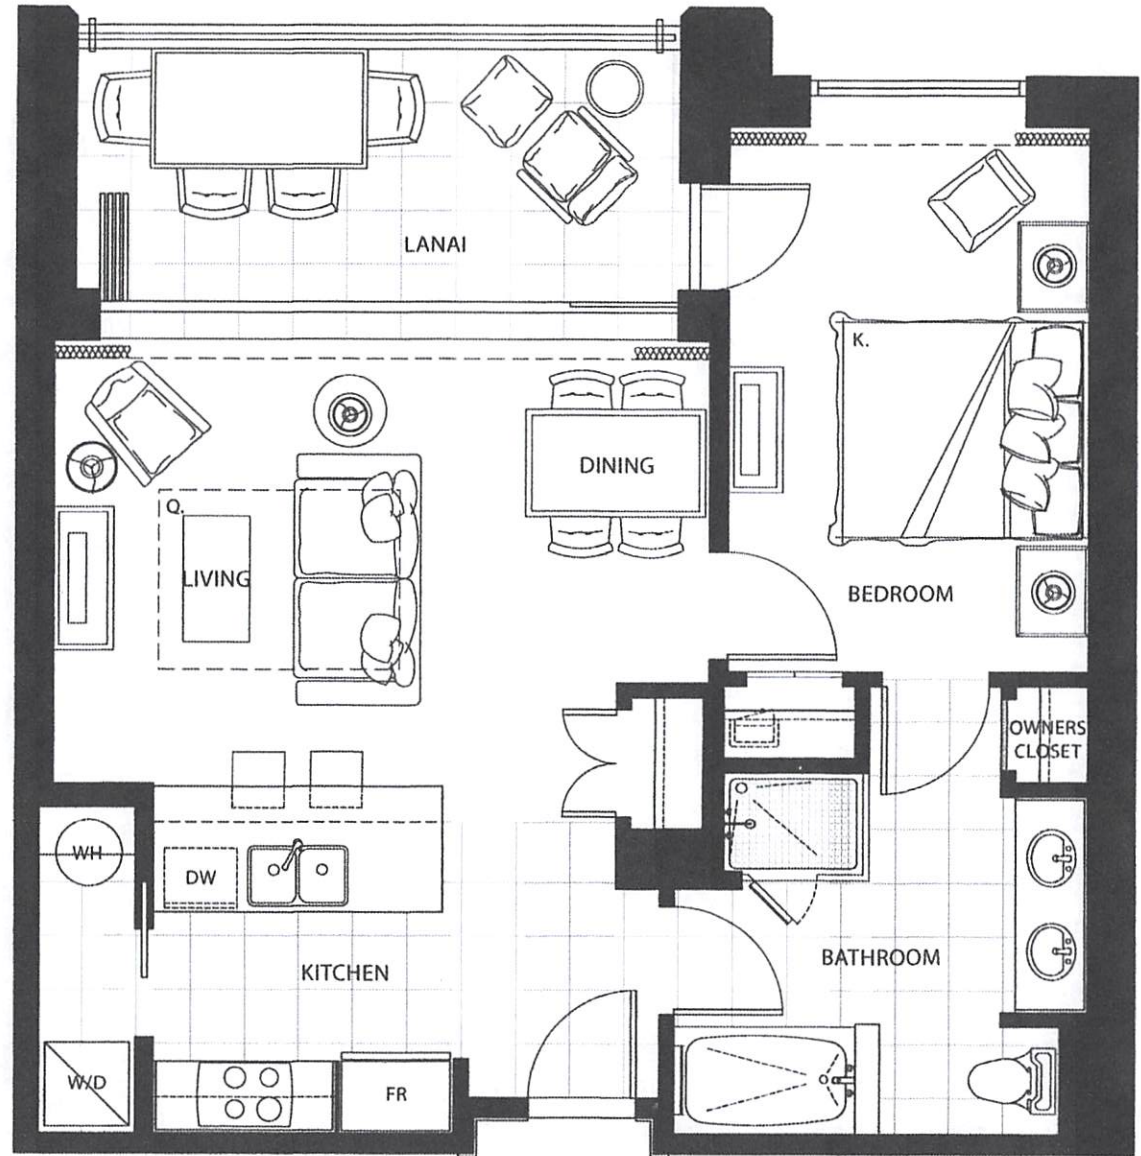 LANAI
K.
DINING
Q.
LIVING
BEDROOM
OWNERS
CLOSET
WH
DW
KITCHEN
BATHROOM
W/D
FR